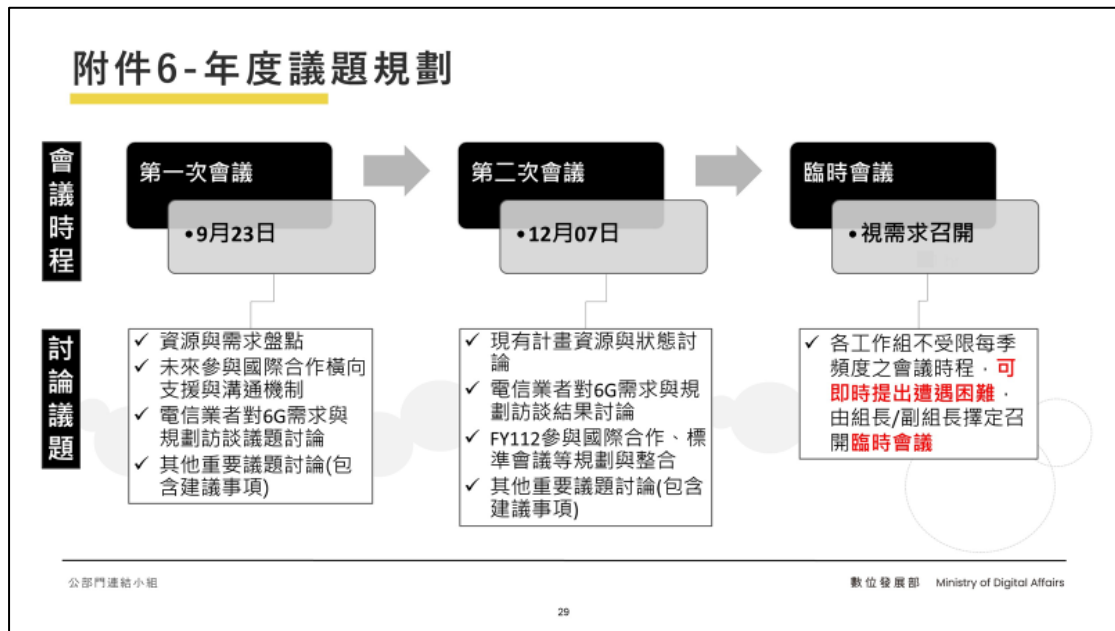 附件6-年度議題規劃
會議時程
第一次會議
•9月23日
第二次會議
•12月07日
臨時會議
•視需求召開
討論議題
✓ 資源與需求盤點
✓ 未來參與國際合作橫向
支援與溝通機制
✓ 電信業者對6G需求與
規劃訪談議題討論
✓ 其他重要議題討論(包
含建議事項)
✓ 現有計畫資源與狀態討
論
✓ 電信業者對6G需求與規
劃訪談結果討論
✓ FY112參與國際合作、標
準會議等規劃與整合
✓ 其他重要議題討論(包含
建議事項)
✓ 各工作組不受限每季
頻度之會議時程，可
即時提出遭遇困難，
由組長/副組長擇定召
開臨時會議
公部門連結小組
數位發展部 Ministry of Digital Affairs
29